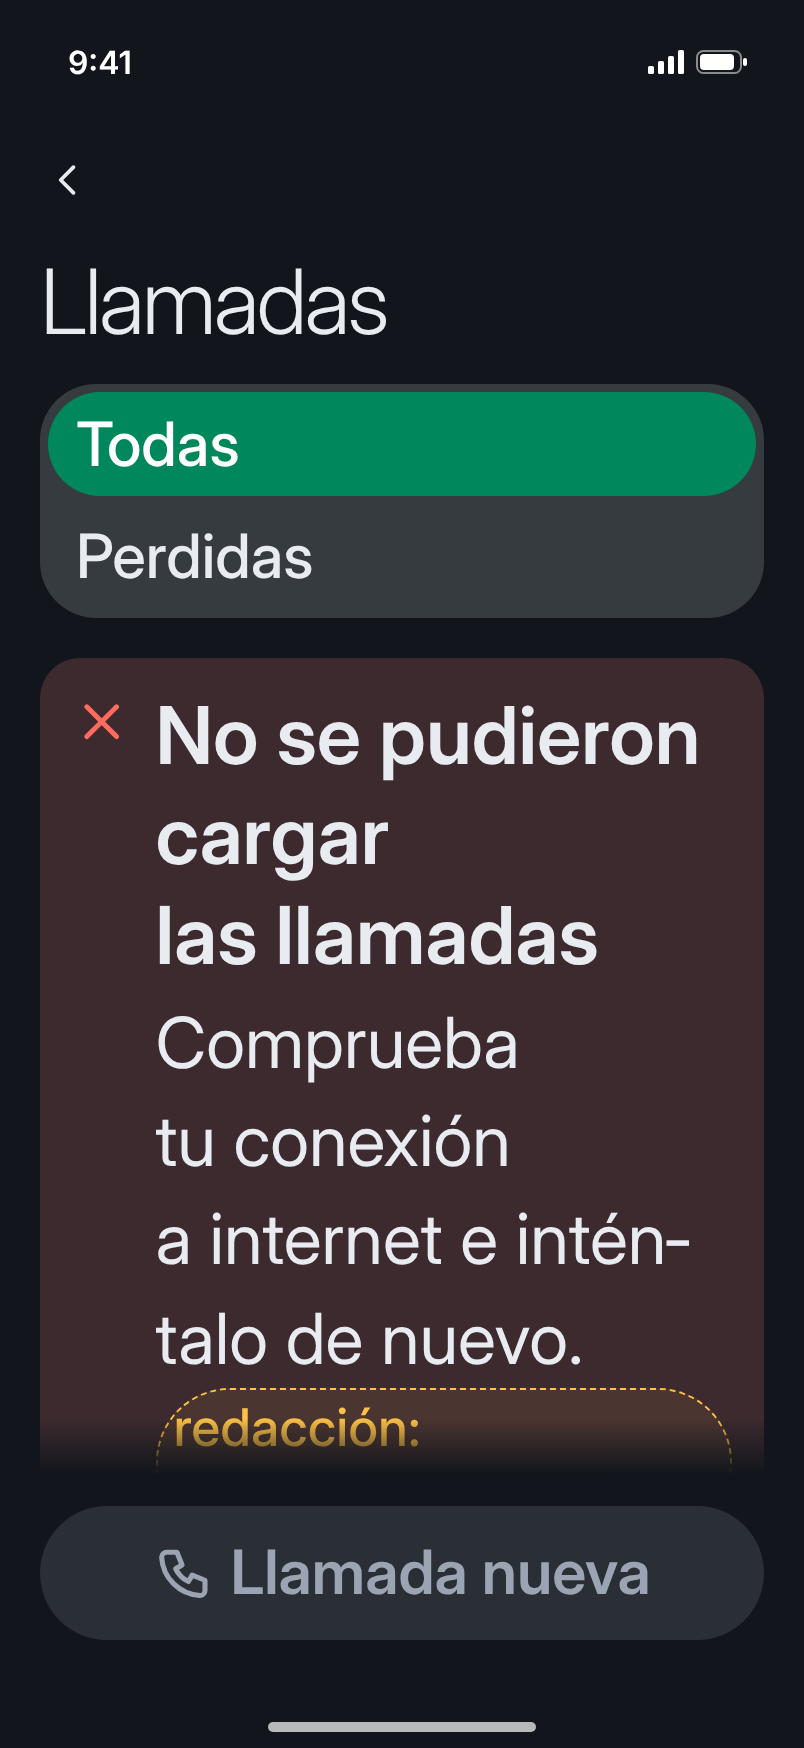 9:41
Llamadas
Todas
Perdidas
No se pudieron
cargar
las llamadas
Comprueba
tu conexión
a internet e intén-
talo de nuevo.
redacción:
Llamada nueva